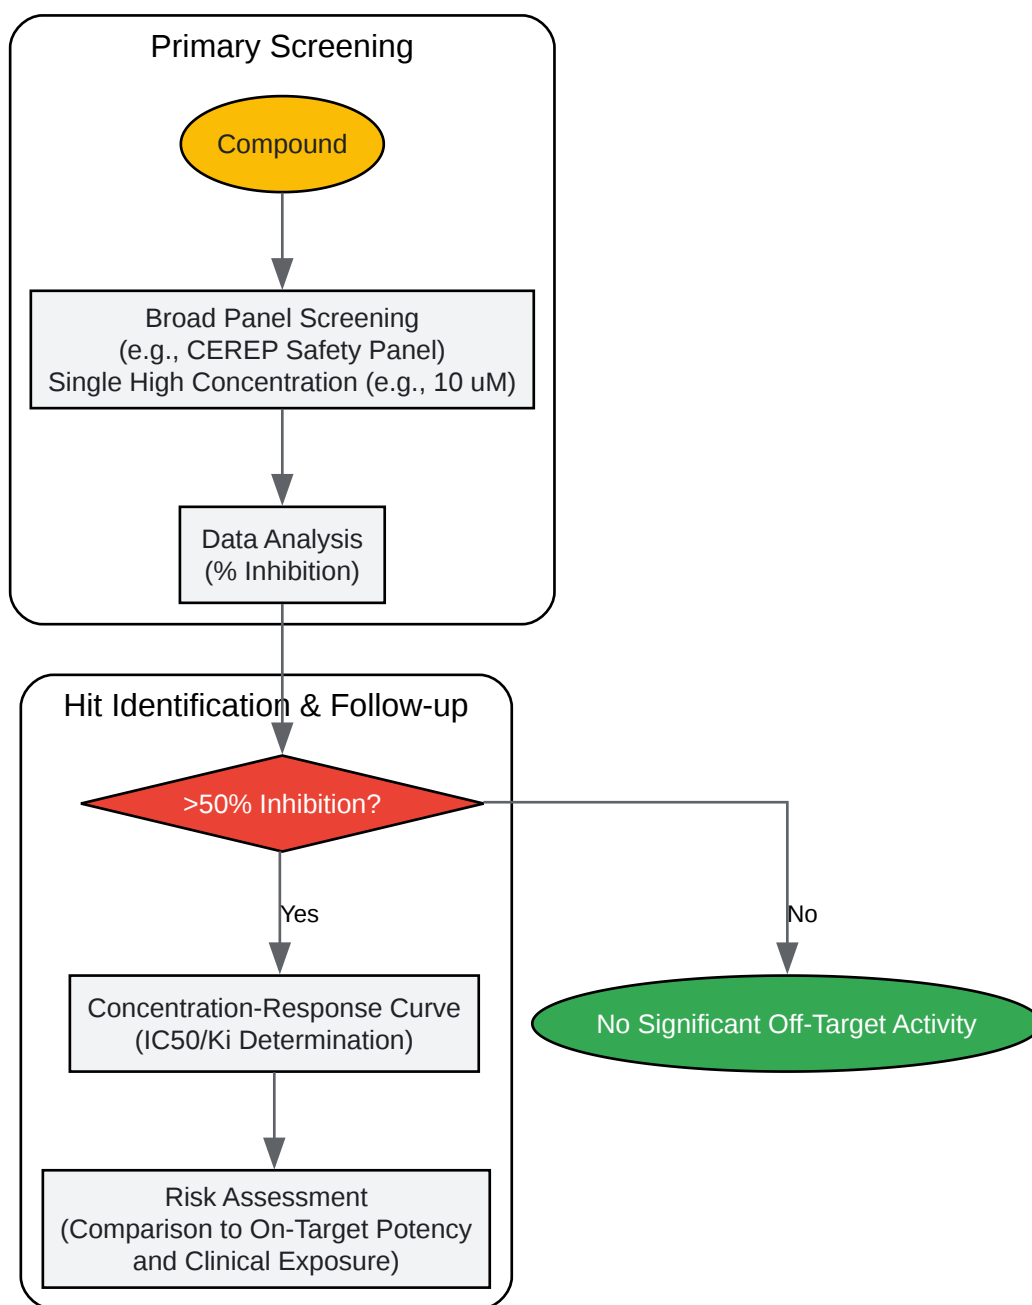 Primary Screening
Compound
Broad Panel Screening
(e.g., CEREP Safety Panel)
Single High Concentration (e.g., 10 uM)
Data Analysis
(% Inhibition)
Hit Identification & Follow-up
>50% Inhibition?
Yes
No
Concentration-Response Curve
(IC50/Ki Determination)
No Significant Off-Target Activity
Risk Assessment
(Comparison to On-Target Potency
and Clinical Exposure)